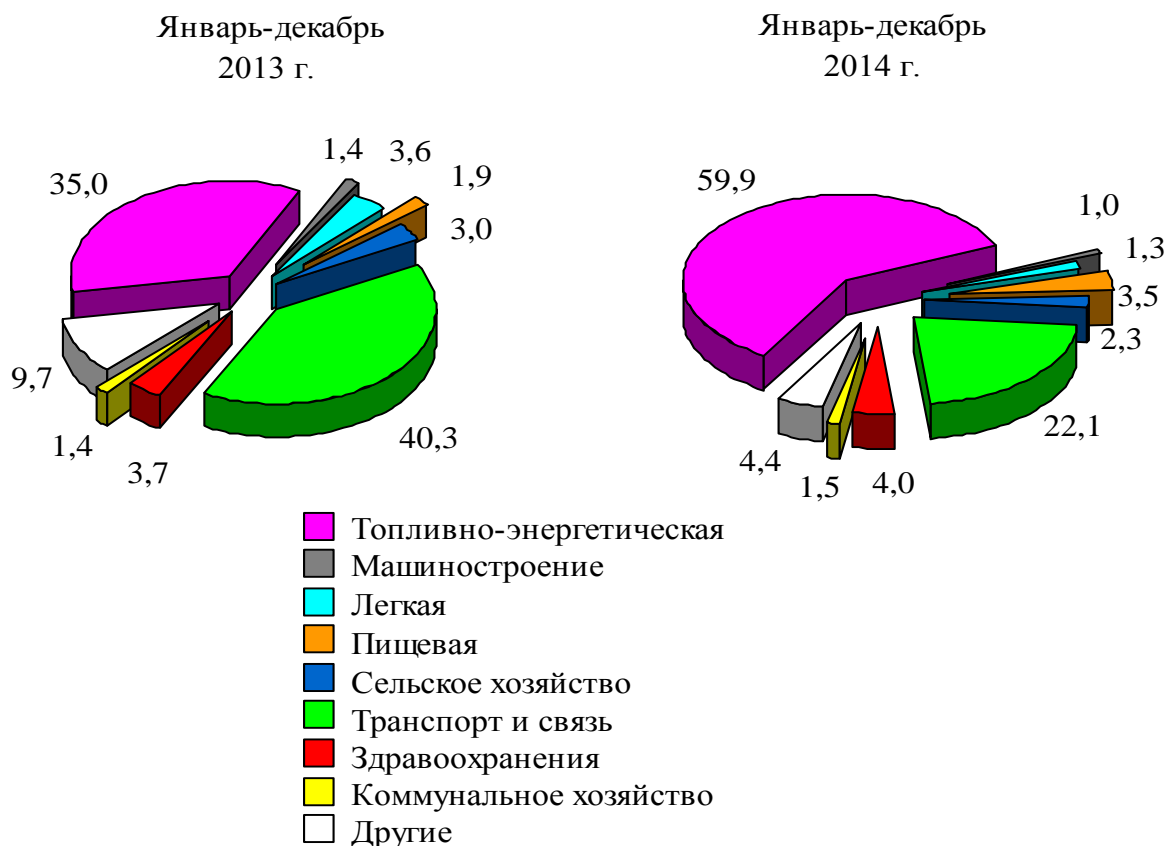 Январь-декабрь
2013 г.
Январь-декабрь
2014 г.
35,0
1,4
3,6
1,9
3,0
40,3
3,7
1,4
9,7
59,9
1,0
1,3
3,5
2,3
22,1
4,0
1,5
4,4
Топливно-энергетическая
Машиностроение
Легкая
Пищевая
Сельское хозяйство
Транспорт и связь
Здравоохранения
Коммунальное хозяйство
Другие